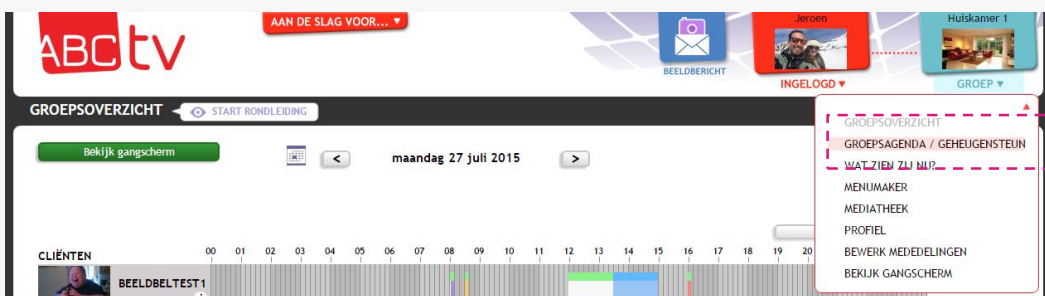 ABCtv
AAN DE SLAG VOOR... ▼
BEELDBERICHT
Jeroen
INGELOGD ▼
Huiskamer 1
GROEP ▼
GROEPSOVERZICHT
START RONDLEIDING
GROEPSOVERZICHT
GROEPSAGENDA / GEHEUGENSTEUN
WAT ZIEN ZIJ NU?
MENUMAKER
MEDIATHEEK
PROFIEL
BEWERK MEDEDELINGEN
BEKIJK GANGSCHERM
Bekijk gangscherm
< maandag 27 juli 2015 >
CLIËNTEN 00 01 02 03 04 05 06 07 08 09 10 11 12 13 14 15 16 17 18 19 20
BEELDBELTEST1